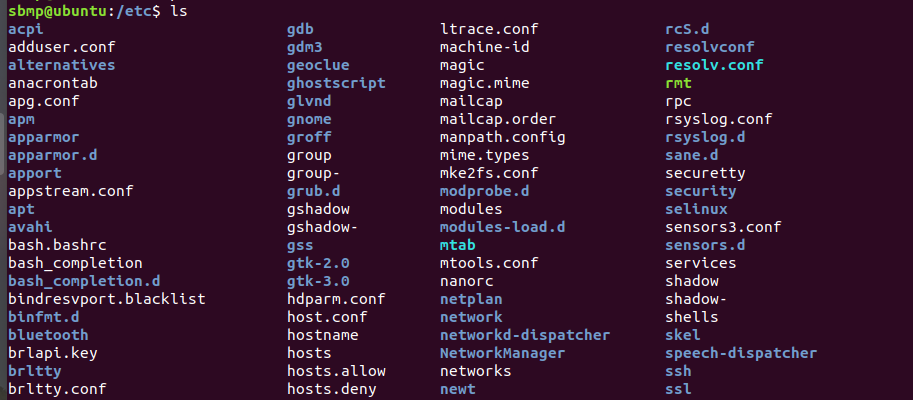 sbmp@ubuntu:/etc$ ls
acpi gdb ltrace.conf rcS.d
adduser.conf gdm3 machine-id resolvconf
alternatives geoclue magic resolv.conf
anacrontab ghostscript magic.mime rmt
apg.conf glvnd mailcap rpc
apm gnome mailcap.order rsyslog.conf
apparmor groff manpath.config rsyslog.d
apparmor.d group mime.types sane.d
apport group- mke2fs.conf securetty
appstream.conf grub.d modprobe.d security
apt gshadow modules selinux
avahi gshadow- modules-load.d sensors3.conf
bash.bashrc gss mtab sensors.d
bash_completion gtk-2.0 mtools.conf services
bash_completion.d gtk-3.0 nanorc shadow
bindresvport.blacklist hdparm.conf netplan shadow-
binfmt.d host.conf network shells
bluetooth hostname networkd-dispatcher skel
brlapi.key hosts NetworkManager speech-dispatcher
brltty hosts.allow networks ssh
brltty.conf hosts.deny newt ssl